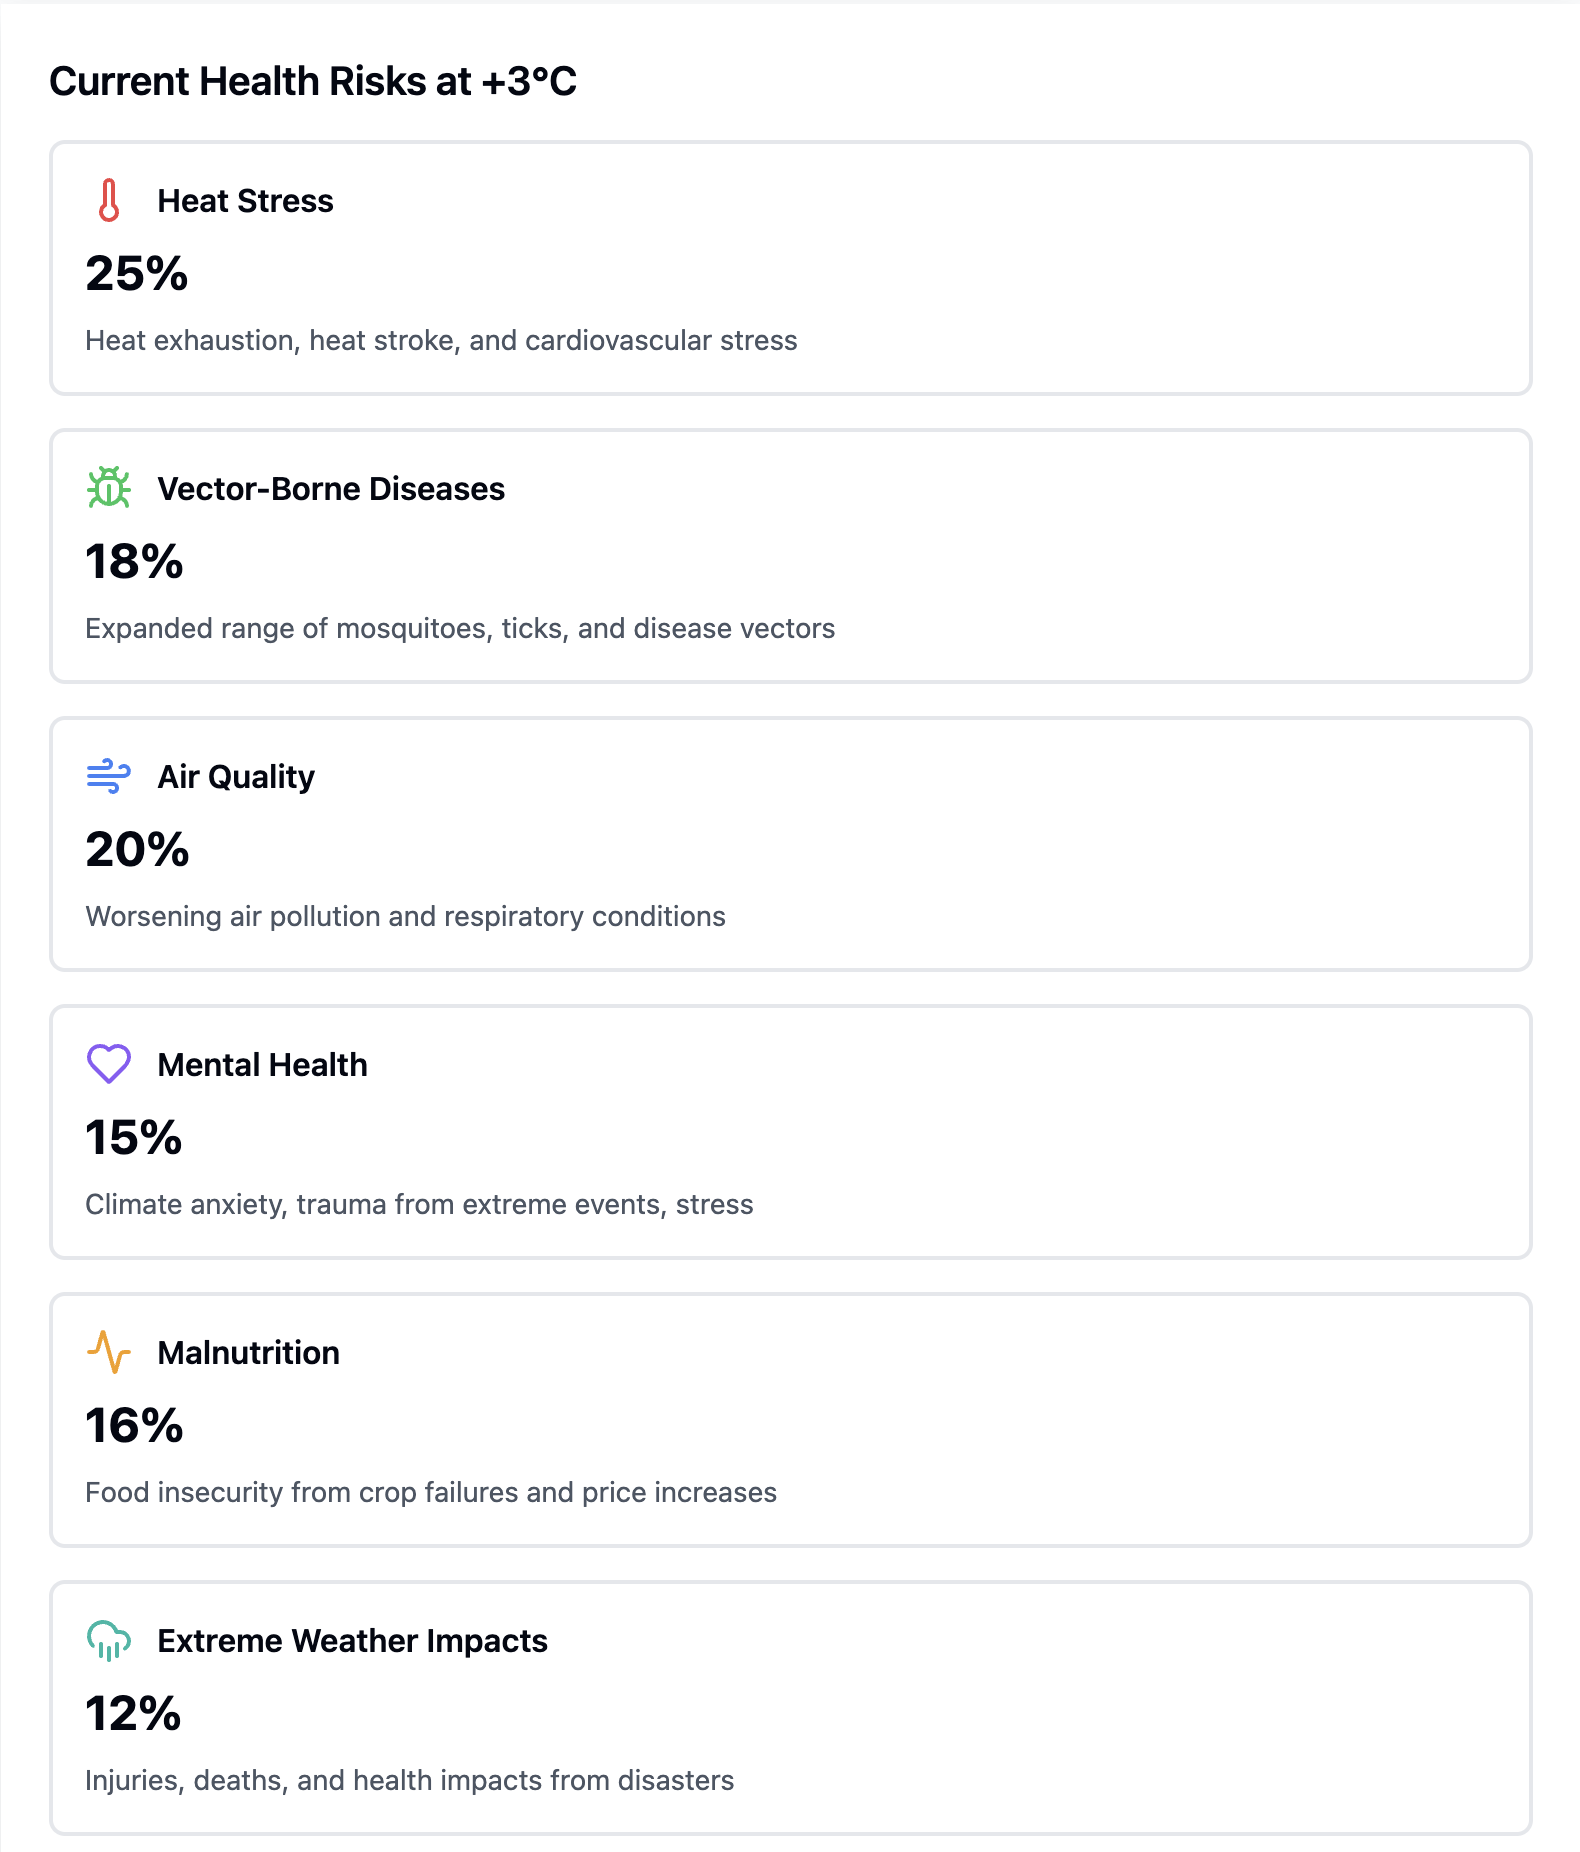 Current Health Risks at +3°C
Heat Stress
25%
Heat exhaustion, heat stroke, and cardiovascular stress
Vector-Borne Diseases
18%
Expanded range of mosquitoes, ticks, and disease vectors
Air Quality
20%
Worsening air pollution and respiratory conditions
Mental Health
15%
Climate anxiety, trauma from extreme events, stress
Malnutrition
16%
Food insecurity from crop failures and price increases
Extreme Weather Impacts
12%
Injuries, deaths, and health impacts from disasters